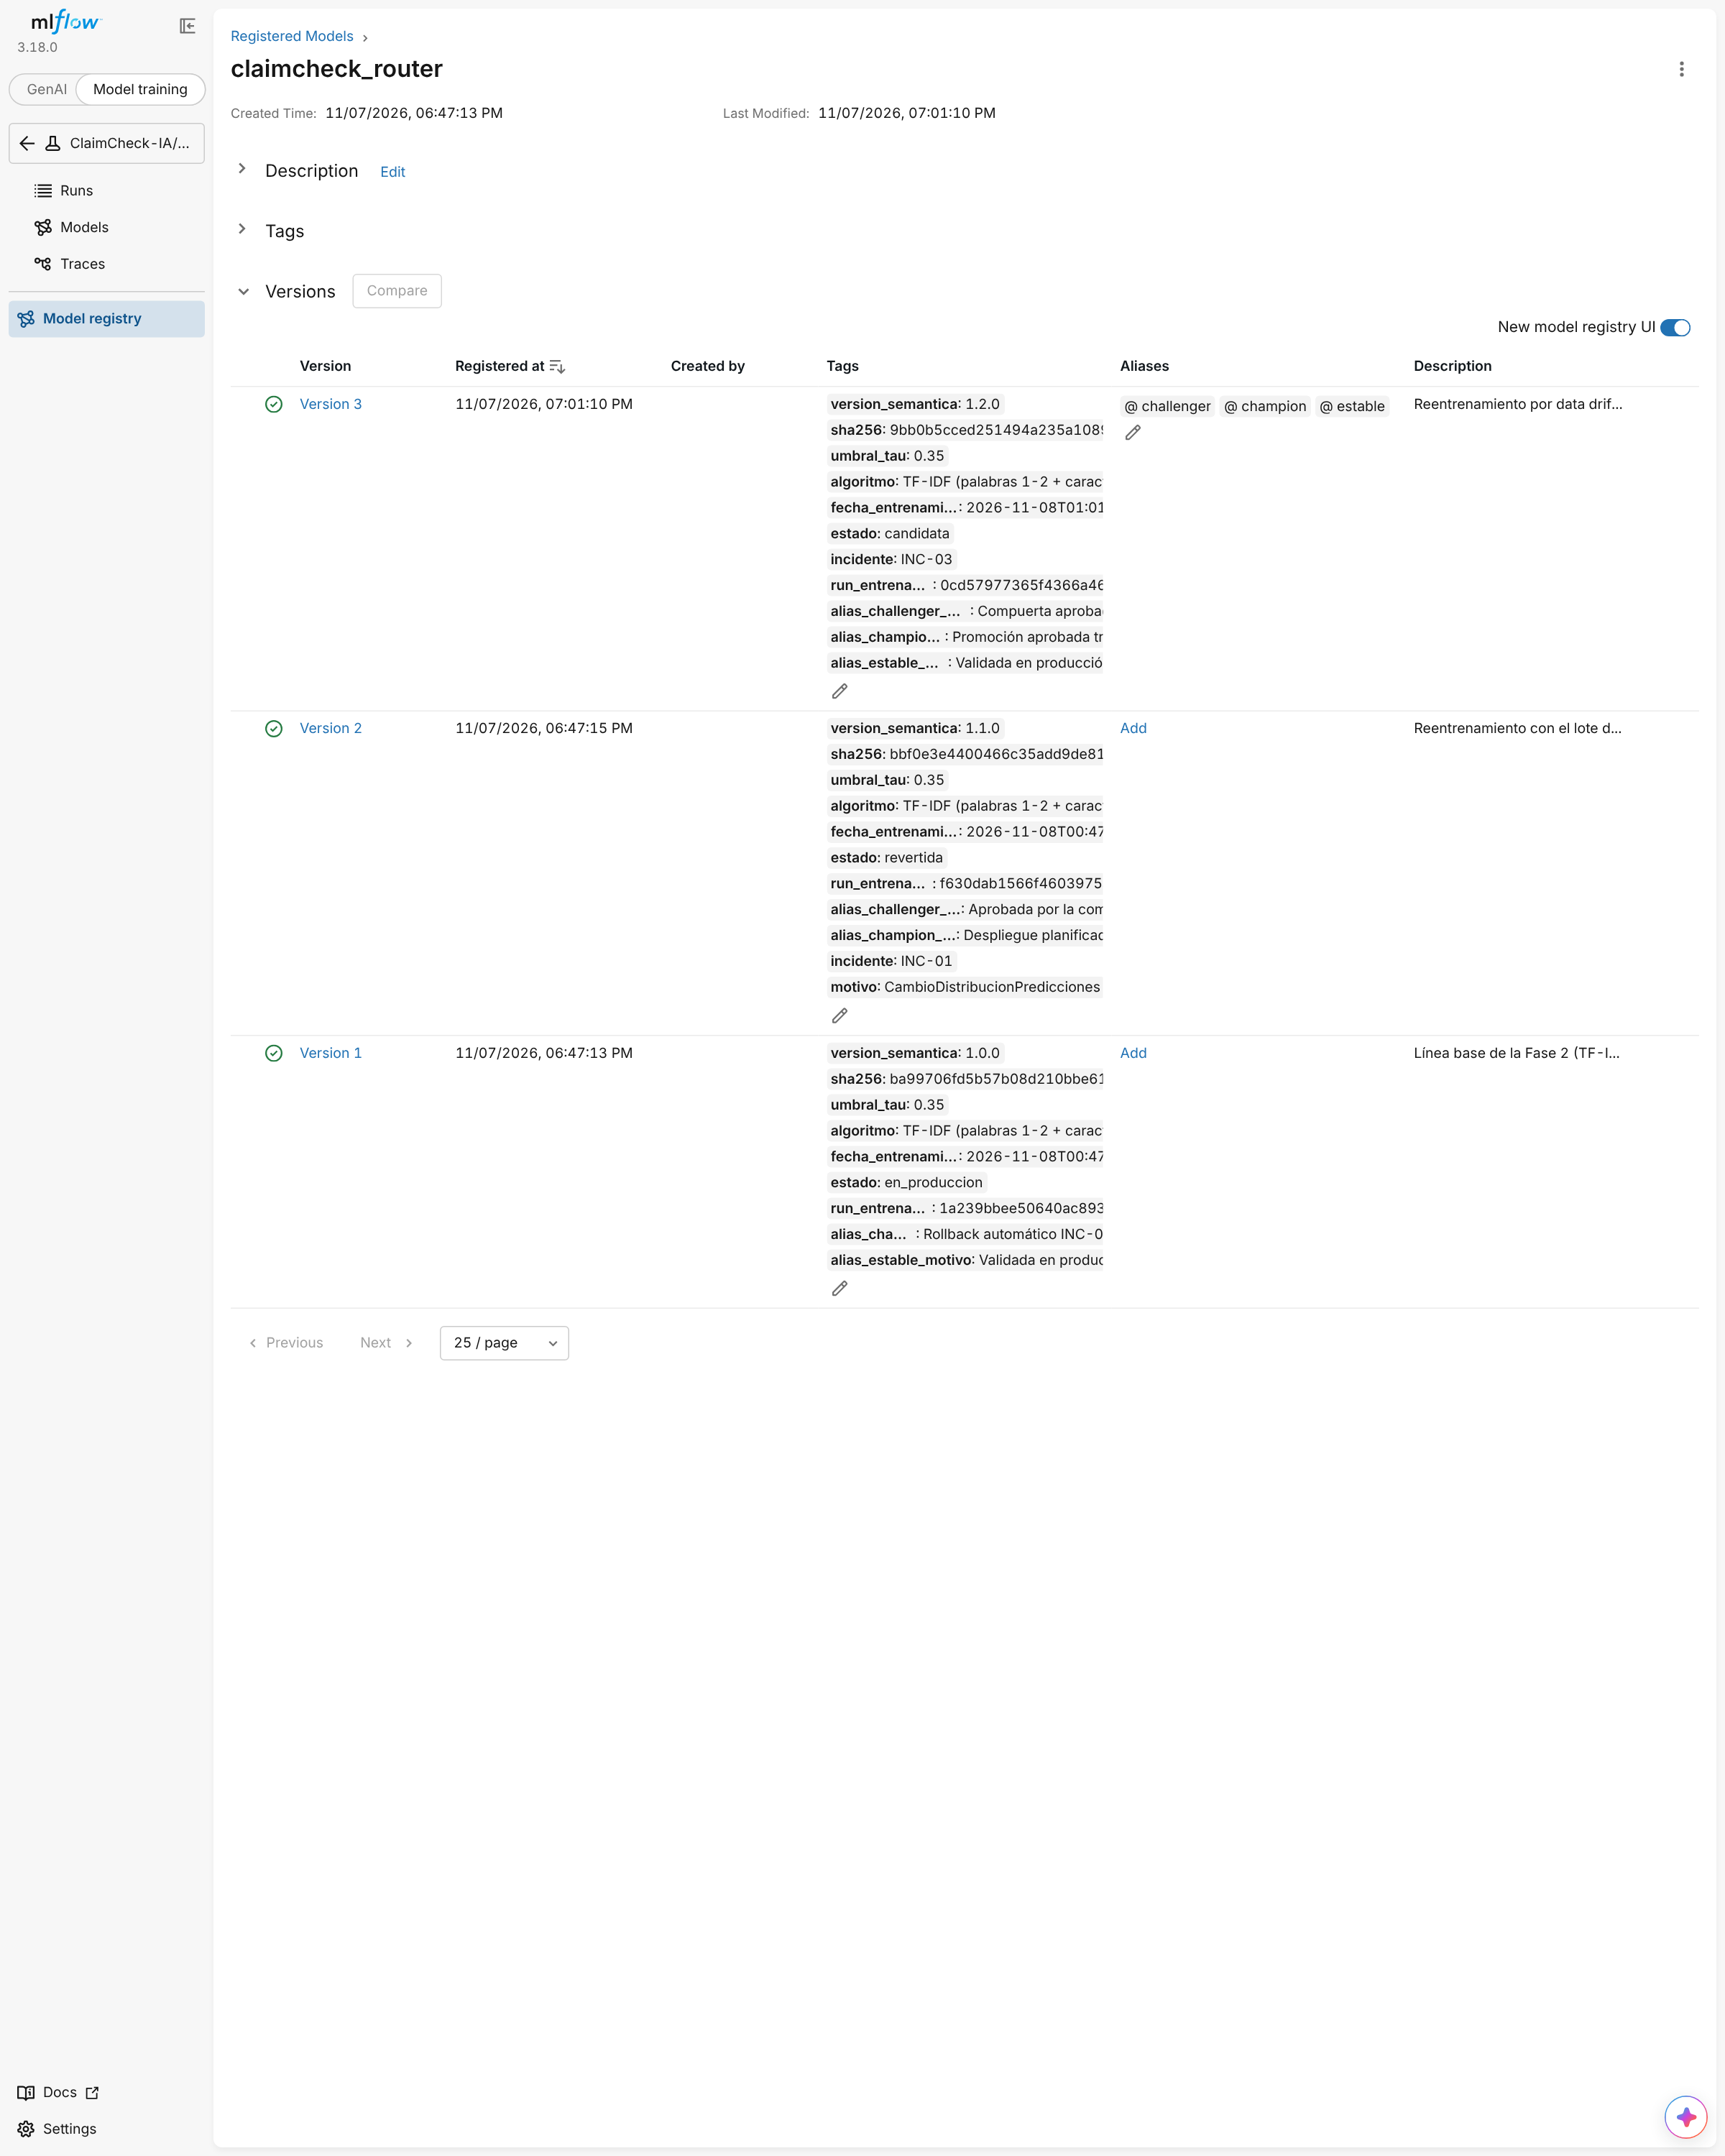 mlflow
3.18.0
GenAI Model training
ClaimCheck-IA/...
Runs
Models
Traces
Model registry
Docs
Settings
Registered Models
claimcheck_router
Created Time: 11/07/2026, 06:47:13 PM Last Modified: 11/07/2026, 07:01:10 PM
Description Edit
Tags
Versions Compare
New model registry UI
Version Registered at Created by Tags Aliases Description
Version 3 11/07/2026, 07:01:10 PM version_semantica: 1.2.0 @ challenger @ champion @ estable Reentrenamiento por data drif...
sha256: 9bb0b5cced251494a235a1089
umbral_tau: 0.35
algoritmo: TF-IDF (palabras 1-2 + carac
fecha_entrenami...: 2026-11-08T01:01
estado: candidata
incidente: INC-03
run_entrena... : 0cd57977365f4366a46
alias_challenger_... : Compuerta aproba
alias_champio... : Promoción aprobada tr
alias_estable_... : Validada en producció
Version 2 11/07/2026, 06:47:15 PM version_semantica: 1.1.0 Add Reentrenamiento con el lote d...
sha256: bbf0e3e4400466c35add9de81
umbral_tau: 0.35
algoritmo: TF-IDF (palabras 1-2 + carac
fecha_entrenami...: 2026-11-08T00:47
estado: revertida
run_entrena... : f630dab1566f4603975
alias_challenger_...: Aprobada por la com
alias_champion_...: Despliegue planificac
incidente: INC-01
motivo: CambioDistribucionPredicciones
Version 1 11/07/2026, 06:47:13 PM version_semantica: 1.0.0 Add Línea base de la Fase 2 (TF-I...
sha256: ba99706fd5b57b08d210bbe61
umbral_tau: 0.35
algoritmo: TF-IDF (palabras 1-2 + carac
fecha_entrenami...: 2026-11-08T00:47
estado: en_produccion
run_entrena... : 1a239bbee50640ac893
alias_cha... : Rollback automático INC-0
alias_estable_motivo: Validada en produc
Previous Next 25 / page